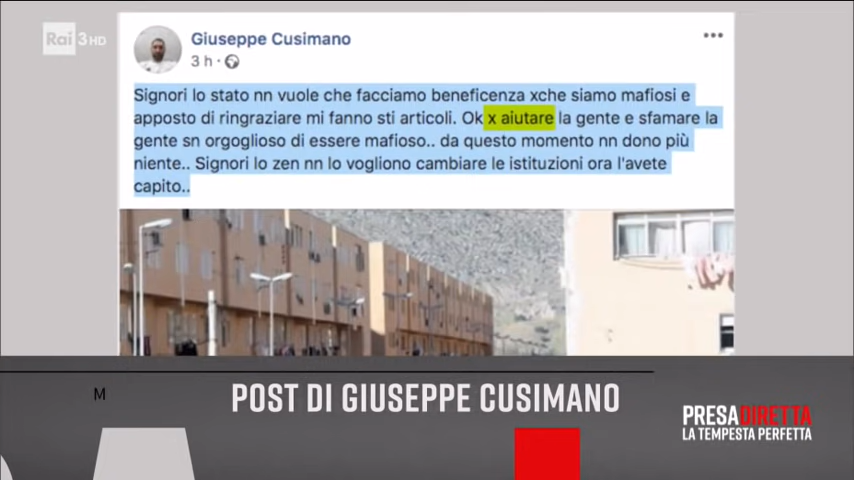 Rai 3HD
Giuseppe Cusimano
3 h ·
Signori lo stato nn vuole che facciamo beneficenza xche siamo mafiosi e
apposto di ringraziare mi fanno sti articoli. Ok x aiutare la gente e sfamare la
gente sn orgoglioso di essere mafioso.. da questo momento nn dono più
niente.. Signori lo zen nn lo vogliono cambiare le istituzioni ora l'avete
capito..
M
POST DI GIUSEPPE CUSIMANO
PRESADIRETTA
LA TEMPESTA PERFETTA